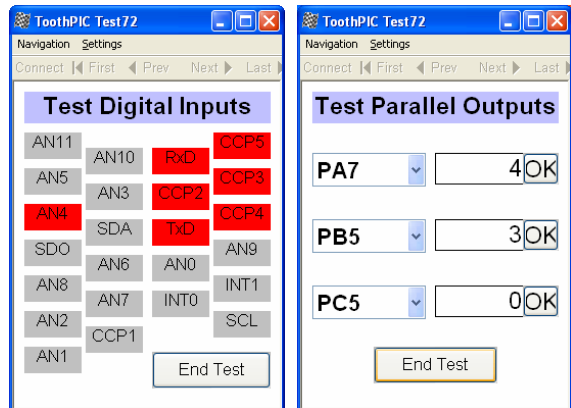 ToothPIC Test72
Navigation Settings
Connect First Prev Next Last
Test Digital Inputs
AN11 CCP5
AN10 RxD
AN5 CCP3
AN3 CCP2
AN4 CCP4
SDA TxD
SDO AN9
AN6 AN0
AN8 INT1
AN7 INT0
AN2 SCL
CCP1
AN1
End Test
ToothPIC Test72
Navigation Settings
Connect First Prev Next Last
Test Parallel Outputs
PA7 4 OK
PB5 3 OK
PC5 0 OK
End Test